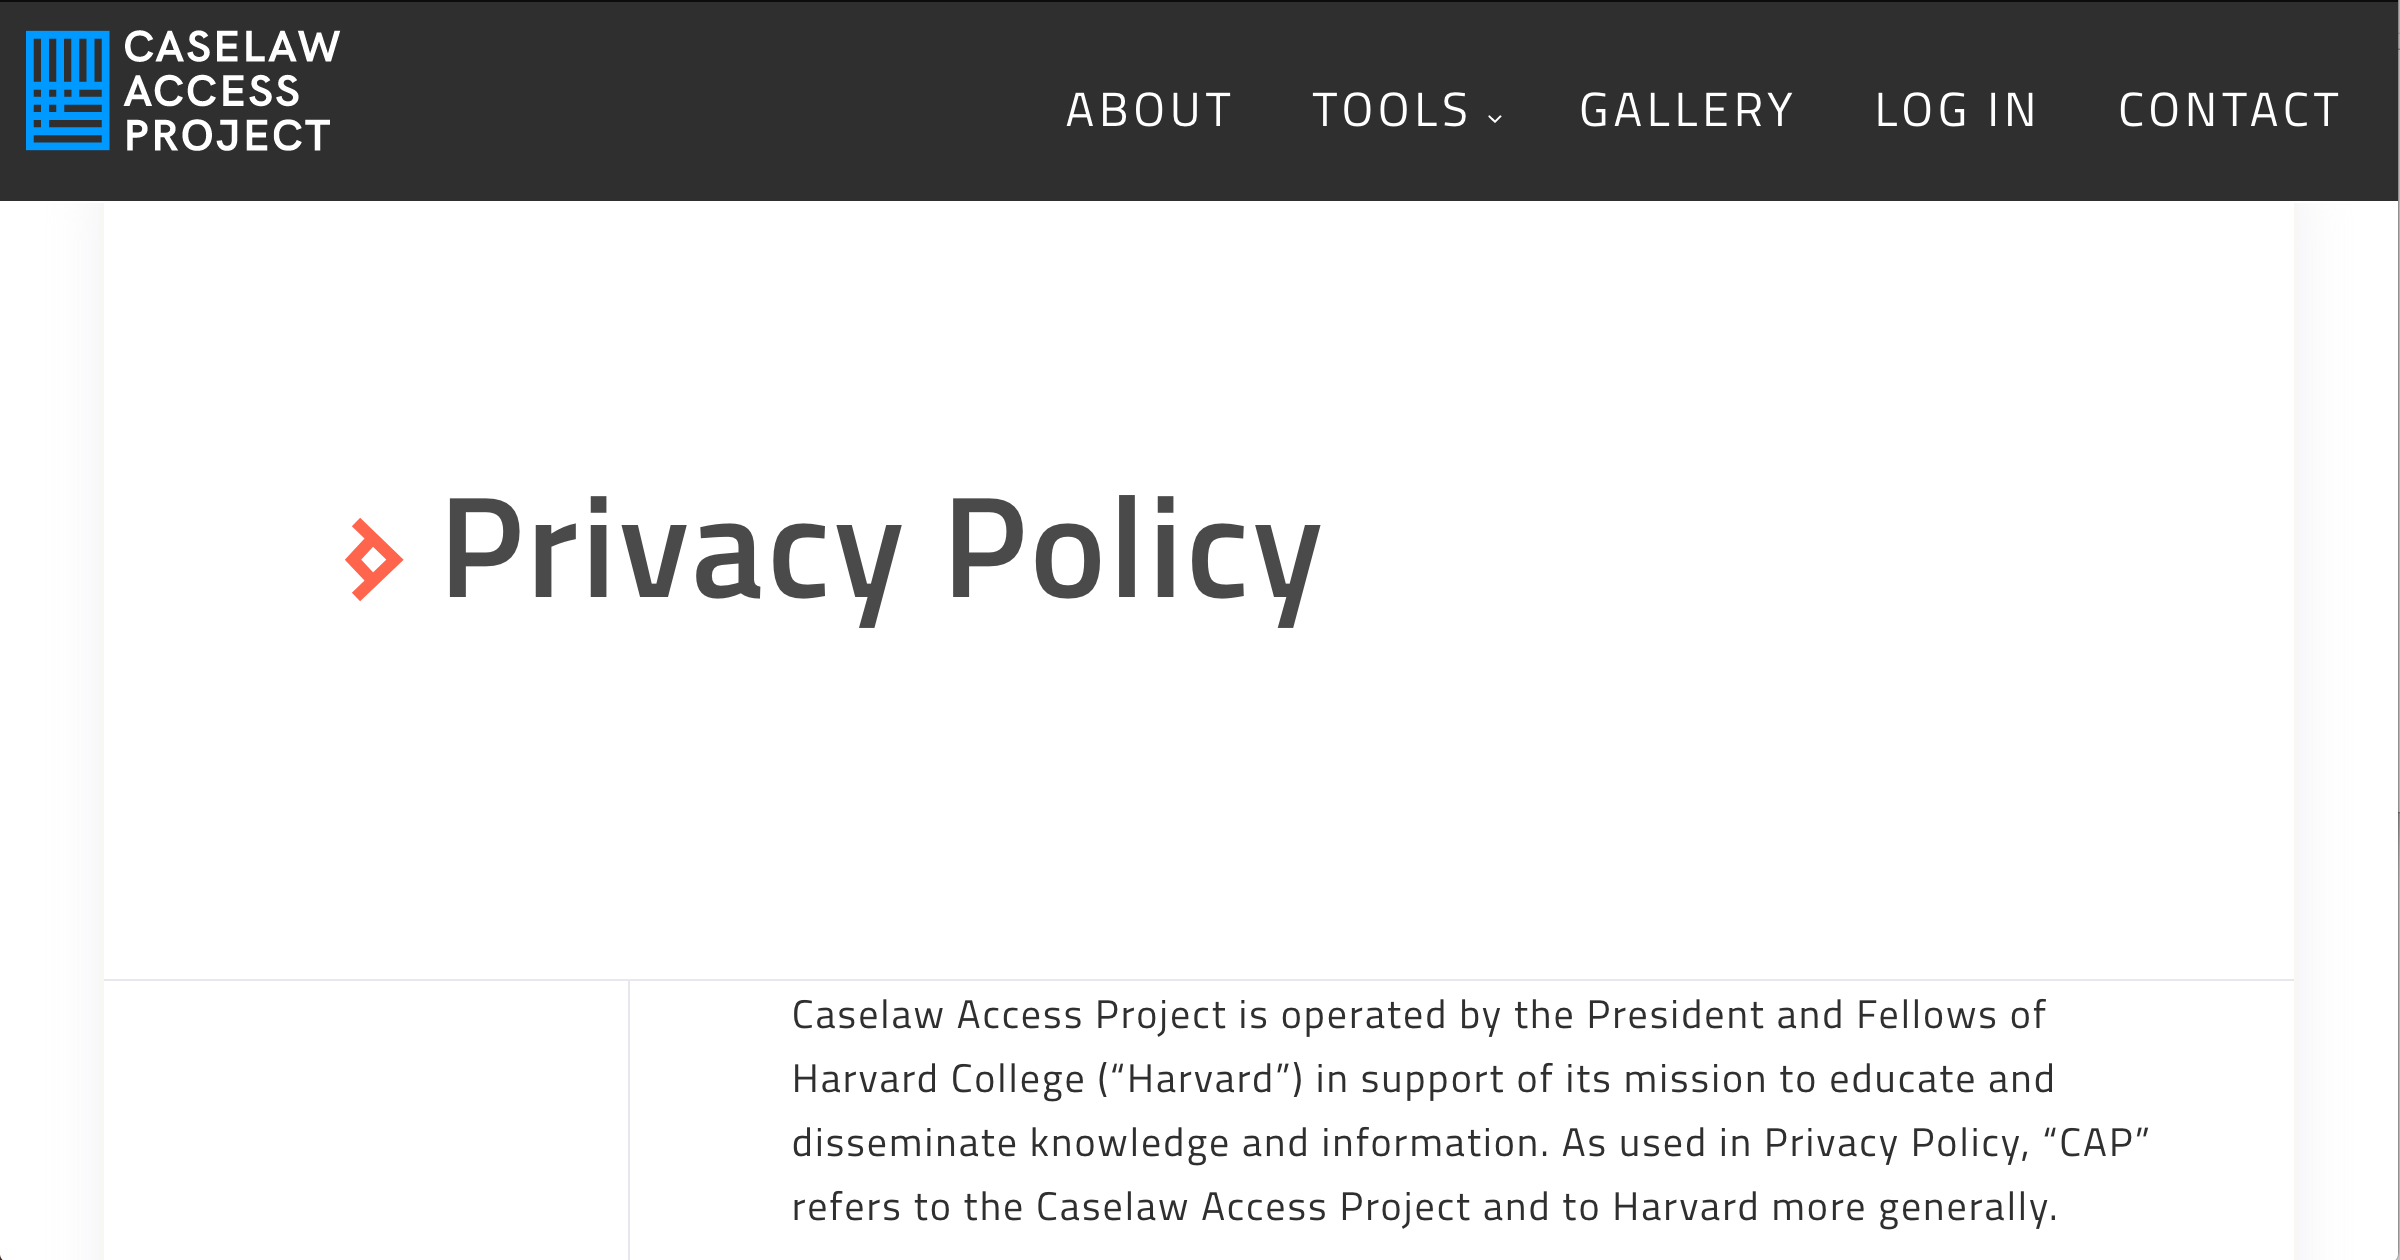 CASELAW
ACCESS
PROJECT
ABOUT TOOLS GALLERY LOG IN CONTACT
Privacy Policy
Caselaw Access Project is operated by the President and Fellows of
Harvard College (“Harvard”) in support of its mission to educate and
disseminate knowledge and information. As used in Privacy Policy, “CAP”
refers to the Caselaw Access Project and to Harvard more generally.